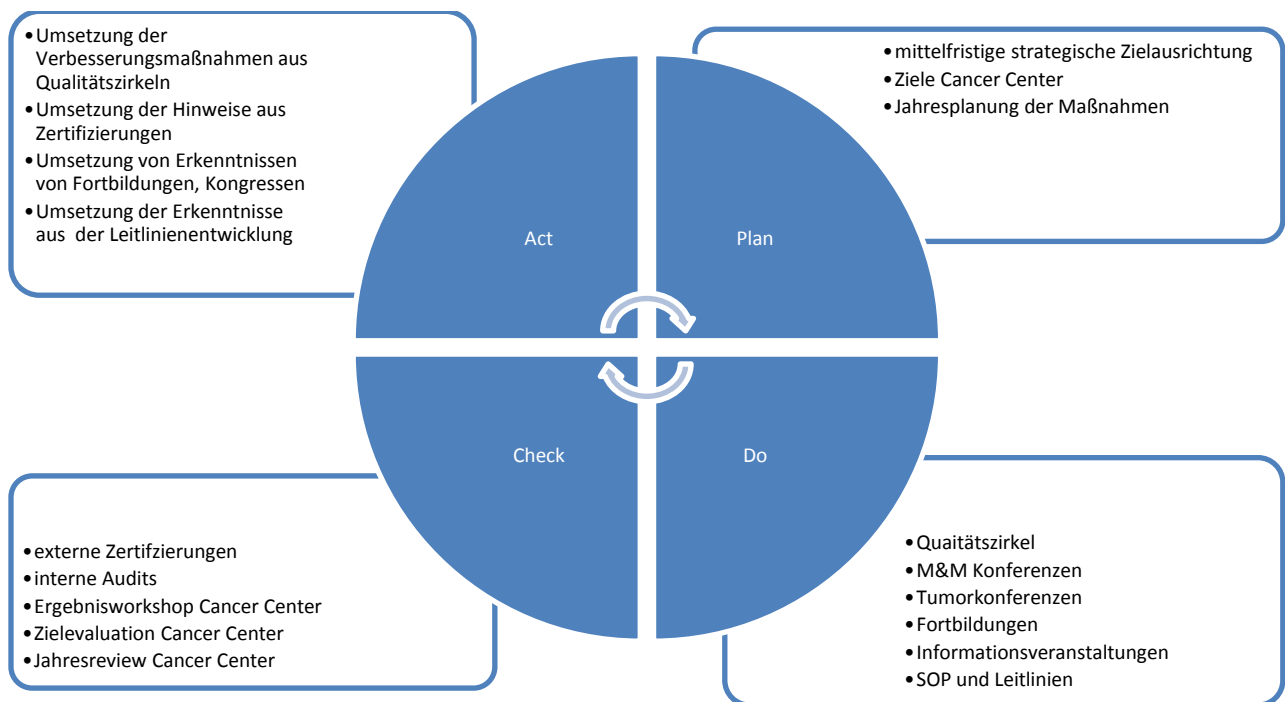 •Umsetzung der
Verbesserungsmaßnahmen aus
Qualitätszirkeln
•Umsetzung der Hinweise aus
Zertifizierungen
•Umsetzung von Erkenntnissen
von Fortbildungen, Kongressen
•Umsetzung der Erkenntnisse
aus der Leitlinienentwicklung
•mittelfristige strategische Zielausrichtung
•Ziele Cancer Center
•Jahresplanung der Maßnahmen
Act
Plan
Check
Do
•externe Zertifzierungen
•interne Audits
•Ergebnisworkshop Cancer Center
•Zielevaluation Cancer Center
•Jahresreview Cancer Center
•Quaitätszirkel
•M&M Konferenzen
•Tumorkonferenzen
•Fortbildungen
•Informationsveranstaltungen
•SOP und Leitlinien